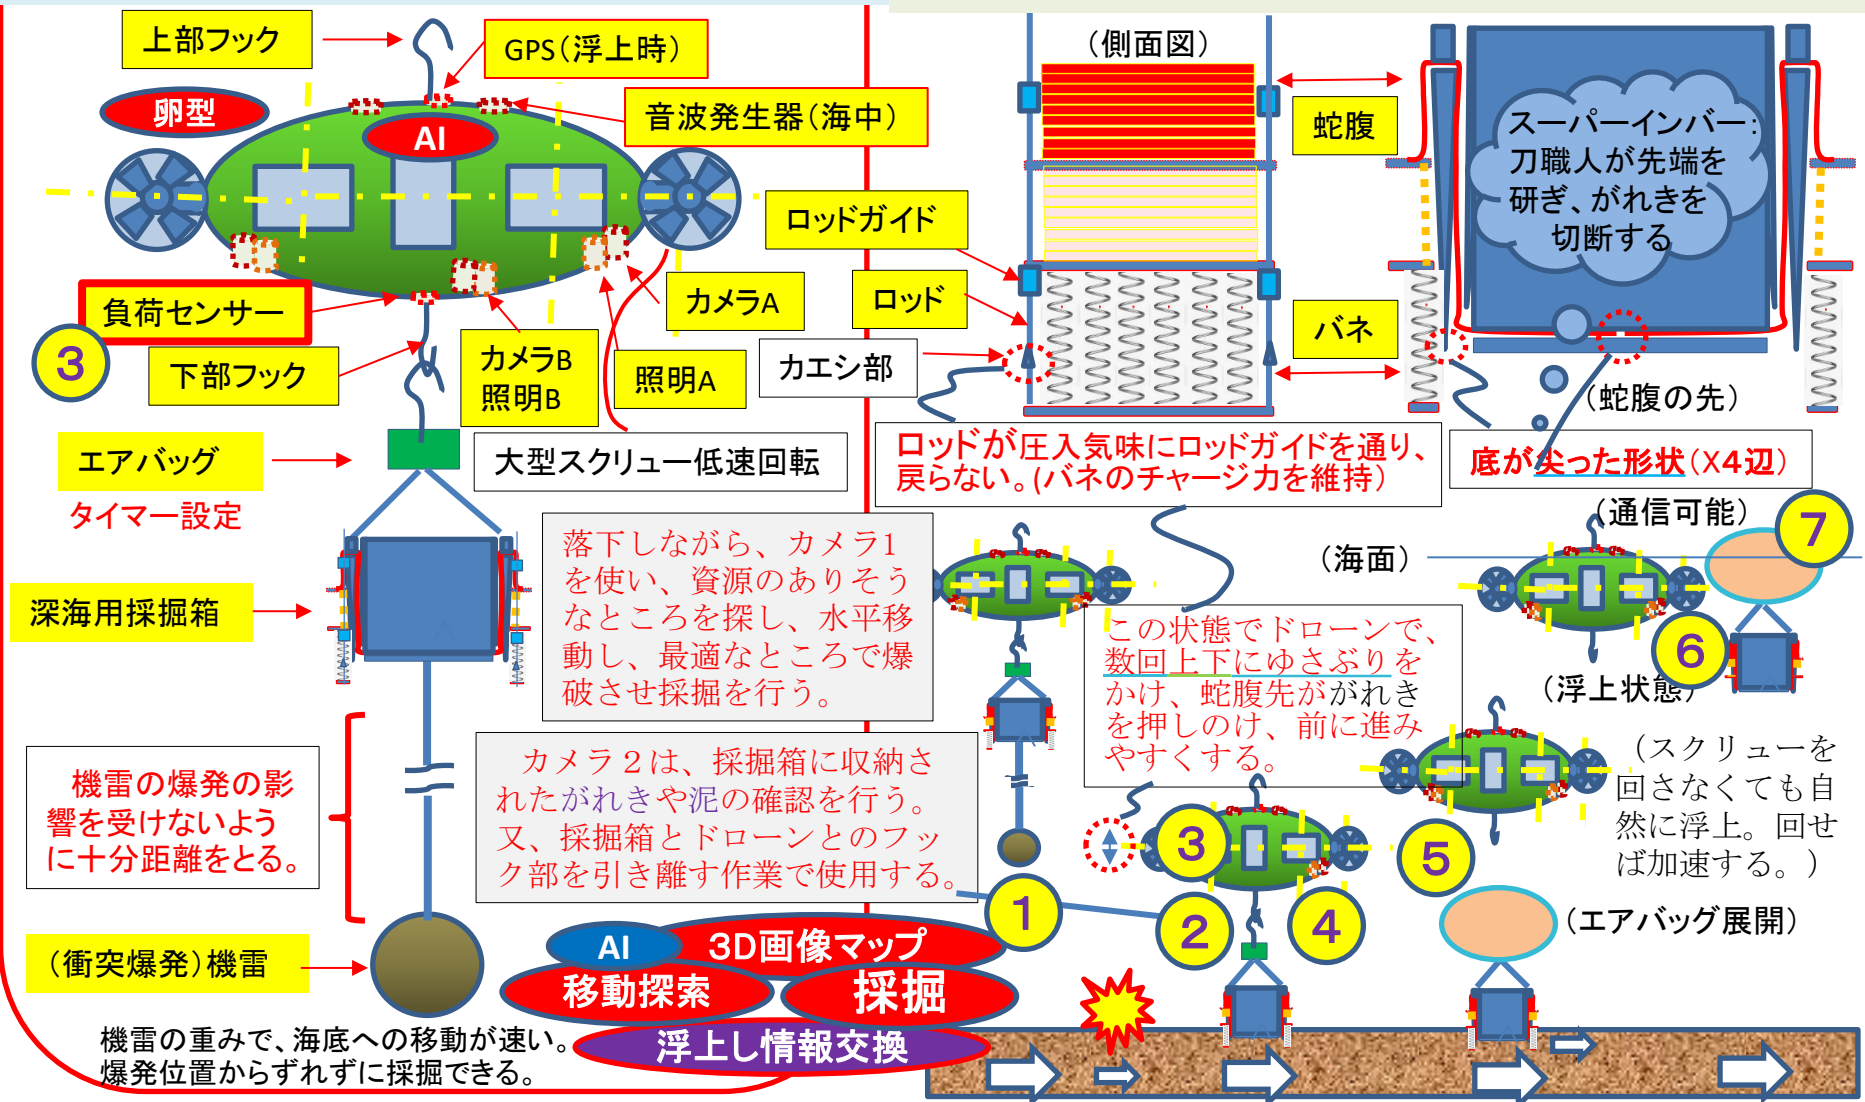 上部フック
GPS(浮上時)
卵型
AI
音波発生器(海中)
負荷センサー
③
下部フック
カメラB
照明B
照明A
カメラA
大型スクリュー低速回転
エアバッグ
タイマー設定
深海用採掘箱
機雷の爆発の影
響を受けないよう
に十分距離をとる。
(衝突爆発)機雷
機雷の重みで、海底への移動が速い。
爆発位置からずれずに採掘できる。
落下しながら、カメラ1
を使い、資源のありそう
なところを探し、水平移
動し、最適なところで爆
破させ採掘を行う。
カメラ２は、採掘箱に収納さ
れたがれきや泥の確認を行う。
又、採掘箱とドローンとのフッ
ク部を引き離す作業で使用する。
AI
3D画像マップ
移動探索
採掘
浮上し情報交換
(側面図)
蛇腹
ロッドガイド
ロッド
カエシ部
バネ
スーパーインバー:
刀職人が先端を
研ぎ、がれきを
切断する
(蛇腹の先)
ロッドが圧入気味にロッドガイドを通り、
戻らない。(バネのチャージ力を維持)
底が尖った形状(X4辺)
(通信可能)
⑦
(海面)
⑥
(浮上状態)
この状態でドローンで、
数回上下にゆさぶりを
かけ、蛇腹先ががれき
を押しのけ、前に進み
やすくする。
(スクリューを
回さなくても自
然に浮上。回せ
ば加速する。)
③
⑤
①
②
④
(エアバッグ展開)